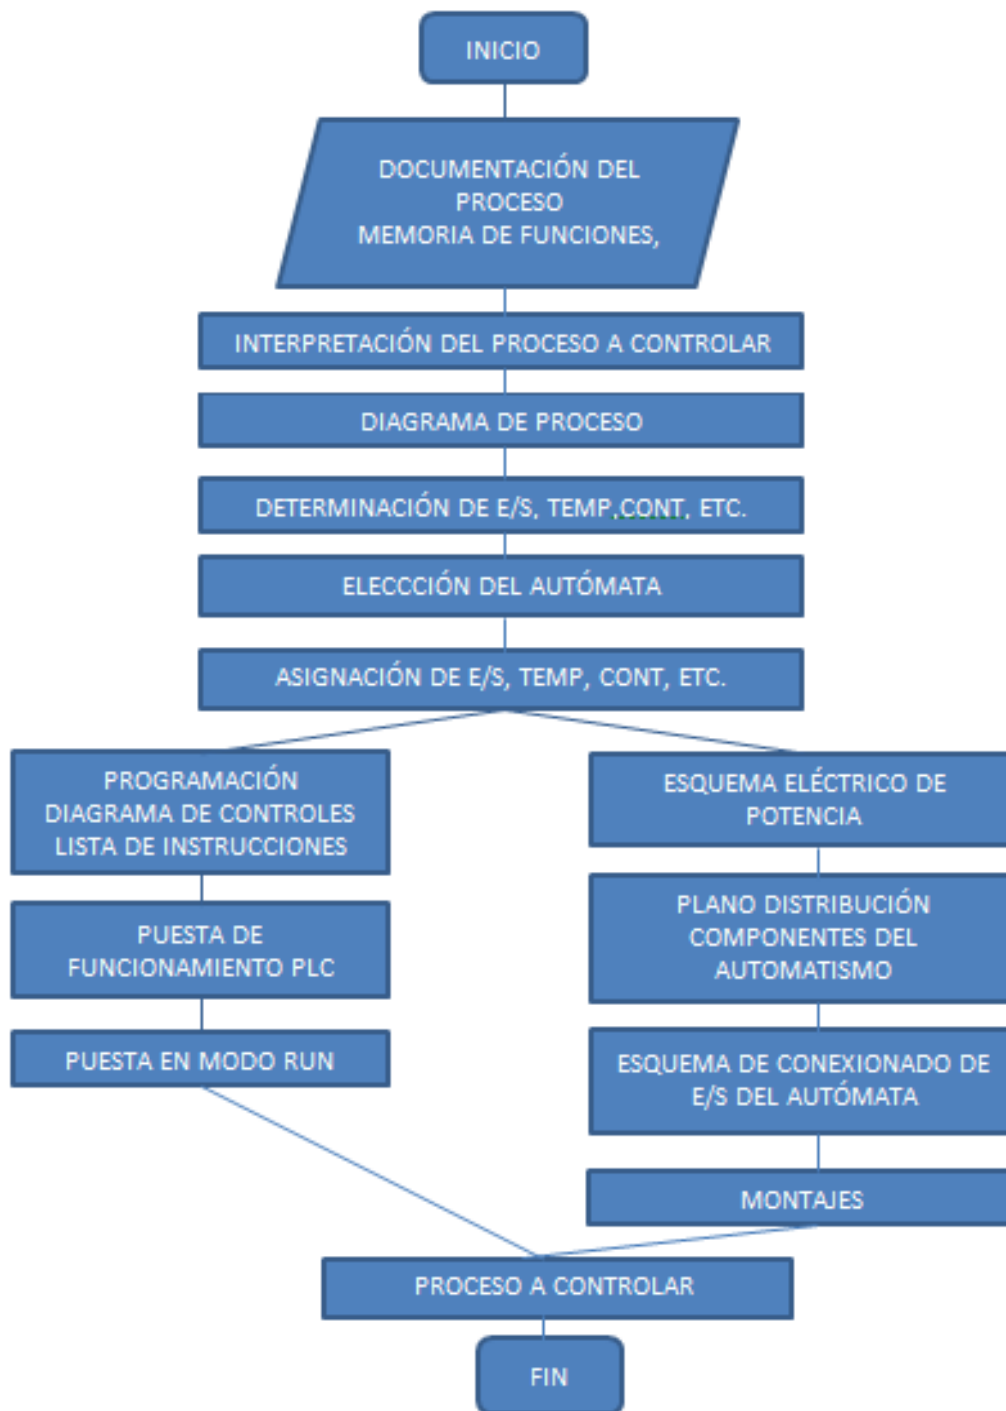 INICIO
DOCUMENTACIÓN DEL
PROCESO
MEMORIA DE FUNCIONES,
INTERPRETACIÓN DEL PROCESO A CONTROLAR
DIAGRAMA DE PROCESO
DETERMINACIÓN DE E/S, TEMP,CONT, ETC.
ELECCCIÓN DEL AUTÓMATA
ASIGNACIÓN DE E/S, TEMP, CONT, ETC.
PROGRAMACIÓN
DIAGRAMA DE CONTROLES
LISTA DE INSTRUCCIONES
PUESTA DE
FUNCIONAMIENTO PLC
PUESTA EN MODO RUN
ESQUEMA ELÉCTRICO DE
POTENCIA
PLANO DISTRIBUCIÓN
COMPONENTES DEL
AUTOMATISMO
ESQUEMA DE CONEXIONADO DE
E/S DEL AUTÓMATA
MONTAJES
PROCESO A CONTROLAR
FIN